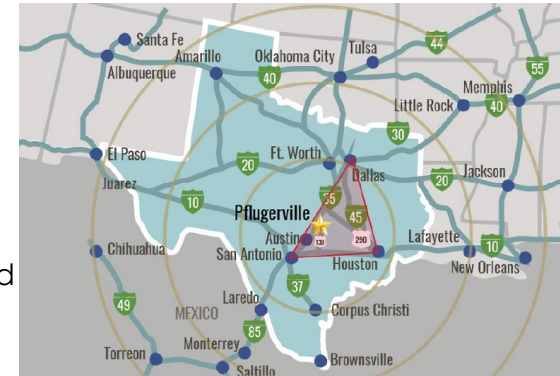 Santa Fe
Albuquerque
Amarillo
Oklahoma City
Tulsa
44
40
55
Memphis
Little Rock
40
30
El Paso
Juarez
20
Ft. Worth
Dallas
20
Jackson
10
35
45
Pflugerville
Austin
130
290
San Antonio
Houston
Lafayette
10
New Orleans
Chihuahua
37
Laredo
Corpus Christi
49
MEXICO
85
Monterrey
Torreon
Saltillo
Brownsville
d